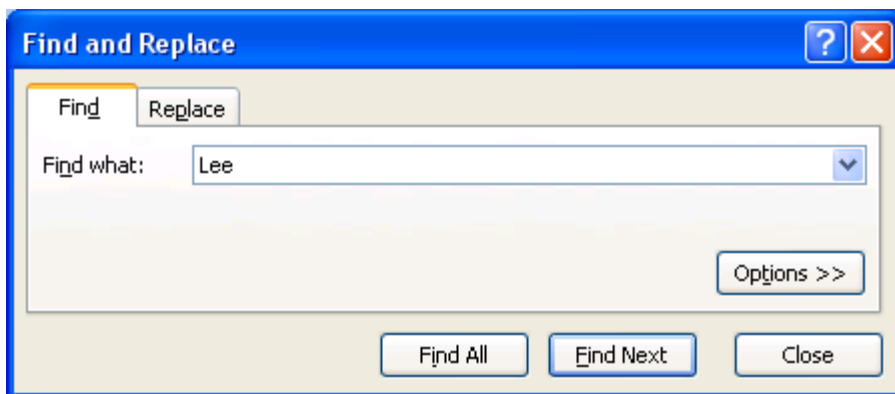 Find and Replace
Find Replace
Find what: Lee
Options >>
Find All Find Next Close